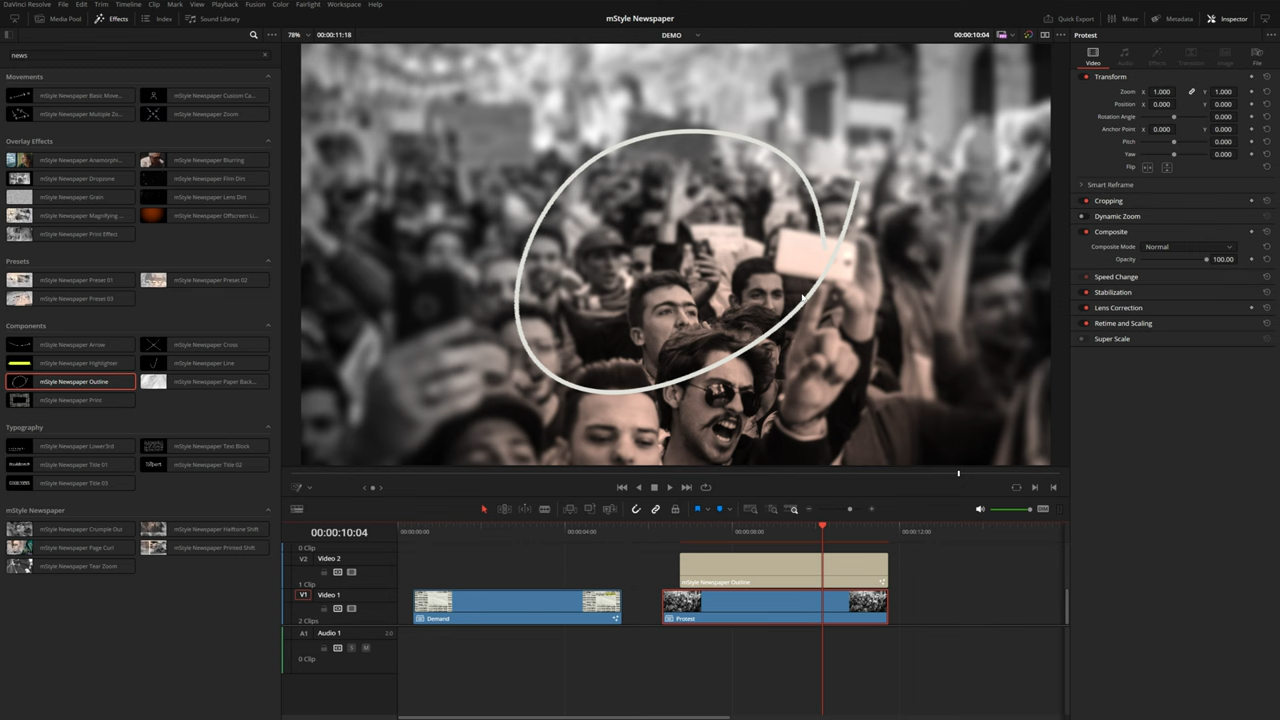 DaVinci Resolve File Edit Trim Timeline Clip Mark View Playback Fusion Color Fairlight Workspace Help
Media Pool Effects Index Sound Library mStyle Newspaper Quick Export Mixer Metadata Inspector
78% 00:00:11:18 DEMO 00:00:10:04 Protest
news
Video Audio Effects Transition Image File
Movements
mStyle Newspaper Basic Move... mStyle Newspaper Custom Ca...
mStyle Newspaper Multiple Zo... mStyle Newspaper Zoom
Overlay Effects
mStyle Newspaper Anamorphi... mStyle Newspaper Blurring
mStyle Newspaper Dropzone mStyle Newspaper Film Dirt
mStyle Newspaper Grain mStyle Newspaper Lens Dirt
mStyle Newspaper Magnifying ... mStyle Newspaper Offscreen Li...
mStyle Newspaper Print Effect
Presets
mStyle Newspaper Preset 01 mStyle Newspaper Preset 02
mStyle Newspaper Preset 03
Components
mStyle Newspaper Arrow mStyle Newspaper Cross
mStyle Newspaper Highlighter mStyle Newspaper Line
mStyle Newspaper Outline mStyle Newspaper Paper Back...
mStyle Newspaper Print
Typography
mStyle Newspaper Lower3rd mStyle Newspaper Text Block
mStyle Newspaper Title 01 mStyle Newspaper Title 02
mStyle Newspaper Title 03
mStyle Newspaper
mStyle Newspaper Crumple Out mStyle Newspaper Halftone Shift
mStyle Newspaper Page Curl mStyle Newspaper Printed Shift
mStyle Newspaper Tear Zoom
Transform
Zoom X 1.000 Y 1.000
Position X 0.000 Y 0.000
Rotation Angle 0.000
Anchor Point X 0.000 Y 0.000
Pitch 0.000
Yaw 0.000
Flip
Smart Reframe
Cropping
Dynamic Zoom
Composite
Composite Mode Normal
Opacity 100.00
Speed Change
Stabilization
Lens Correction
Retime and Scaling
Super Scale
00:00:10:04 00:00:00:00 00:00:04:00 00:00:08:00 00:00:12:00
0 Clip
V2 Video 2
1 Clip mStyle Newspaper Outline
V1 Video 1
2 Clips Demand Protest
A1 Audio 1 2.0
S M
0 Clip